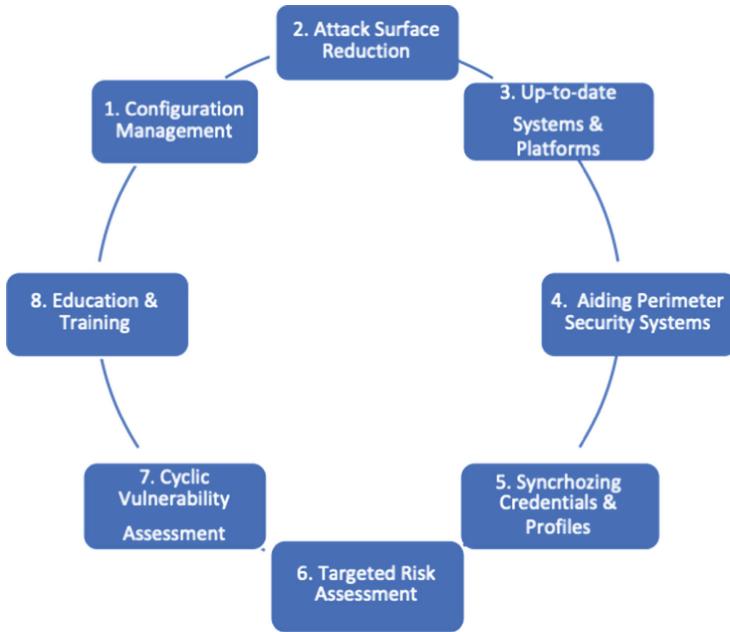 1. Configuration
Management
2. Attack Surface
Reduction
3. Up-to-date
Systems &
Platforms
4. Aiding Perimeter
Security Systems
5. Syncrhozing
Credentials &
Profiles
6. Targeted Risk
Assessment
7. Cyclic
Vulnerability
Assessment
8. Education &
Training